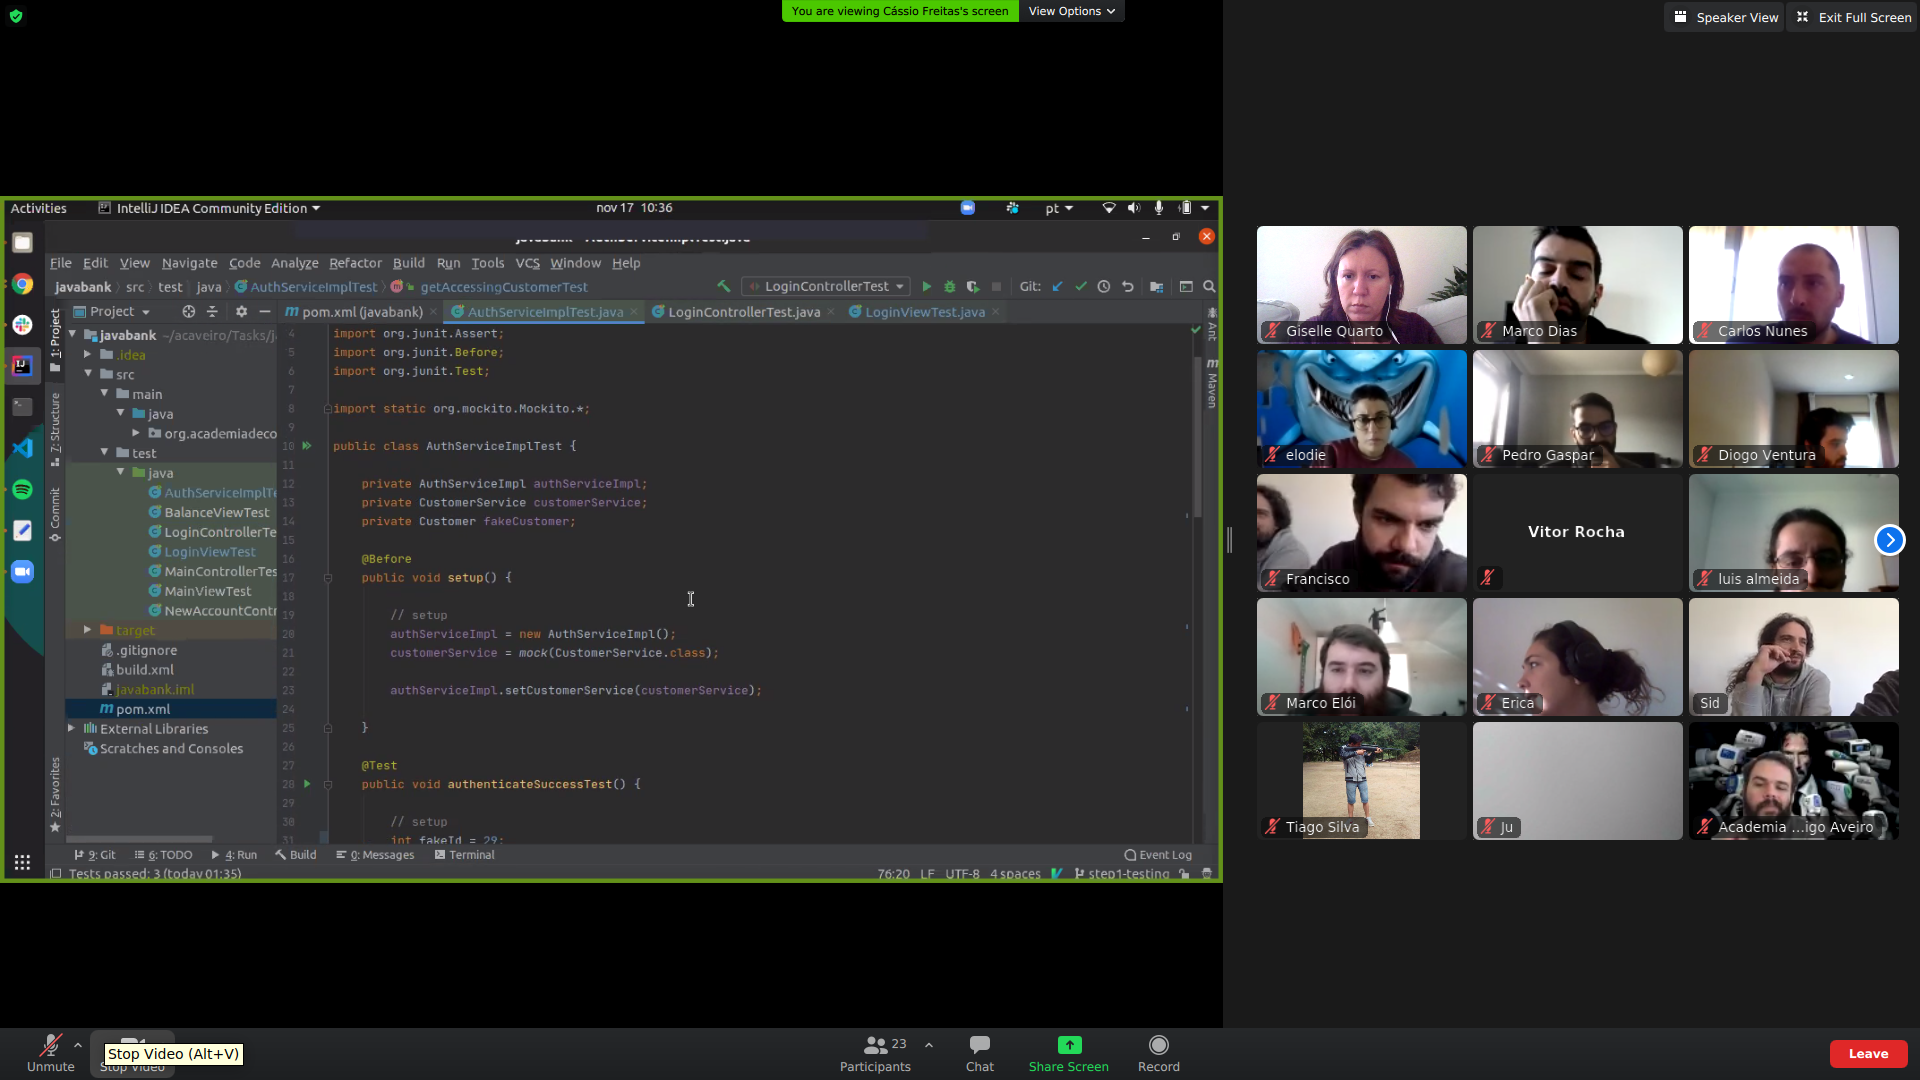 You are viewing Cássio Freitas's screen
View Options
Speaker View
Exit Full Screen
Activities
IntelliJ IDEA Community Edition
nov 17 10:36
pt
javabank - AuthServiceImplTest.java
File Edit View Navigate Code Analyze Refactor Build Run Tools VCS Window Help
javabank src test java AuthServiceImplTest getAccessingCustomerTest
LoginControllerTest
Git:
1: Project
7: Structure
Commit
2: Favorites
Project
pom.xml (javabank)
AuthServiceImplTest.java
LoginControllerTest.java
LoginViewTest.java
Ant
Maven
javabank ~/acaveiro/Tasks/j
.idea
src
main
java
org.academiadeco
test
java
AuthServiceImplTe
BalanceViewTest
LoginControllerTe
LoginViewTest
MainControllerTes
MainViewTest
NewAccountContr
target
.gitignore
build.xml
javabank.iml
pom.xml
External Libraries
Scratches and Consoles
4 import org.junit.Assert;
5 import org.junit.Before;
6 import org.junit.Test;
7
8 import static org.mockito.Mockito.*;
9
10 public class AuthServiceImplTest {
11
12 private AuthServiceImpl authServiceImpl;
13 private CustomerService customerService;
14 private Customer fakeCustomer;
15
16 @Before
17 public void setup() {
18
19 // setup
20 authServiceImpl = new AuthServiceImpl();
21 customerService = mock(CustomerService.class);
22
23 authServiceImpl.setCustomerService(customerService);
24
25 }
26
27 @Test
28 public void authenticateSuccessTest() {
29
30 // setup
31 int fakeId = 29;
9: Git
6: TODO
4: Run
Build
0: Messages
Terminal
Event Log
Tests passed: 3 (today 01:35)
76:20 LF UTF-8 4 spaces
step1-testing
Giselle Quarto
Marco Dias
Carlos Nunes
elodie
Pedro Gaspar
Diogo Ventura
Francisco
Vitor Rocha
luis almeida
Marco Elói
Erica
Sid
Tiago Silva
Ju
Academia ...igo Aveiro
Unmute
Stop Video (Alt+V)
Stop Video
Participants
23
Chat
Share Screen
Record
Leave